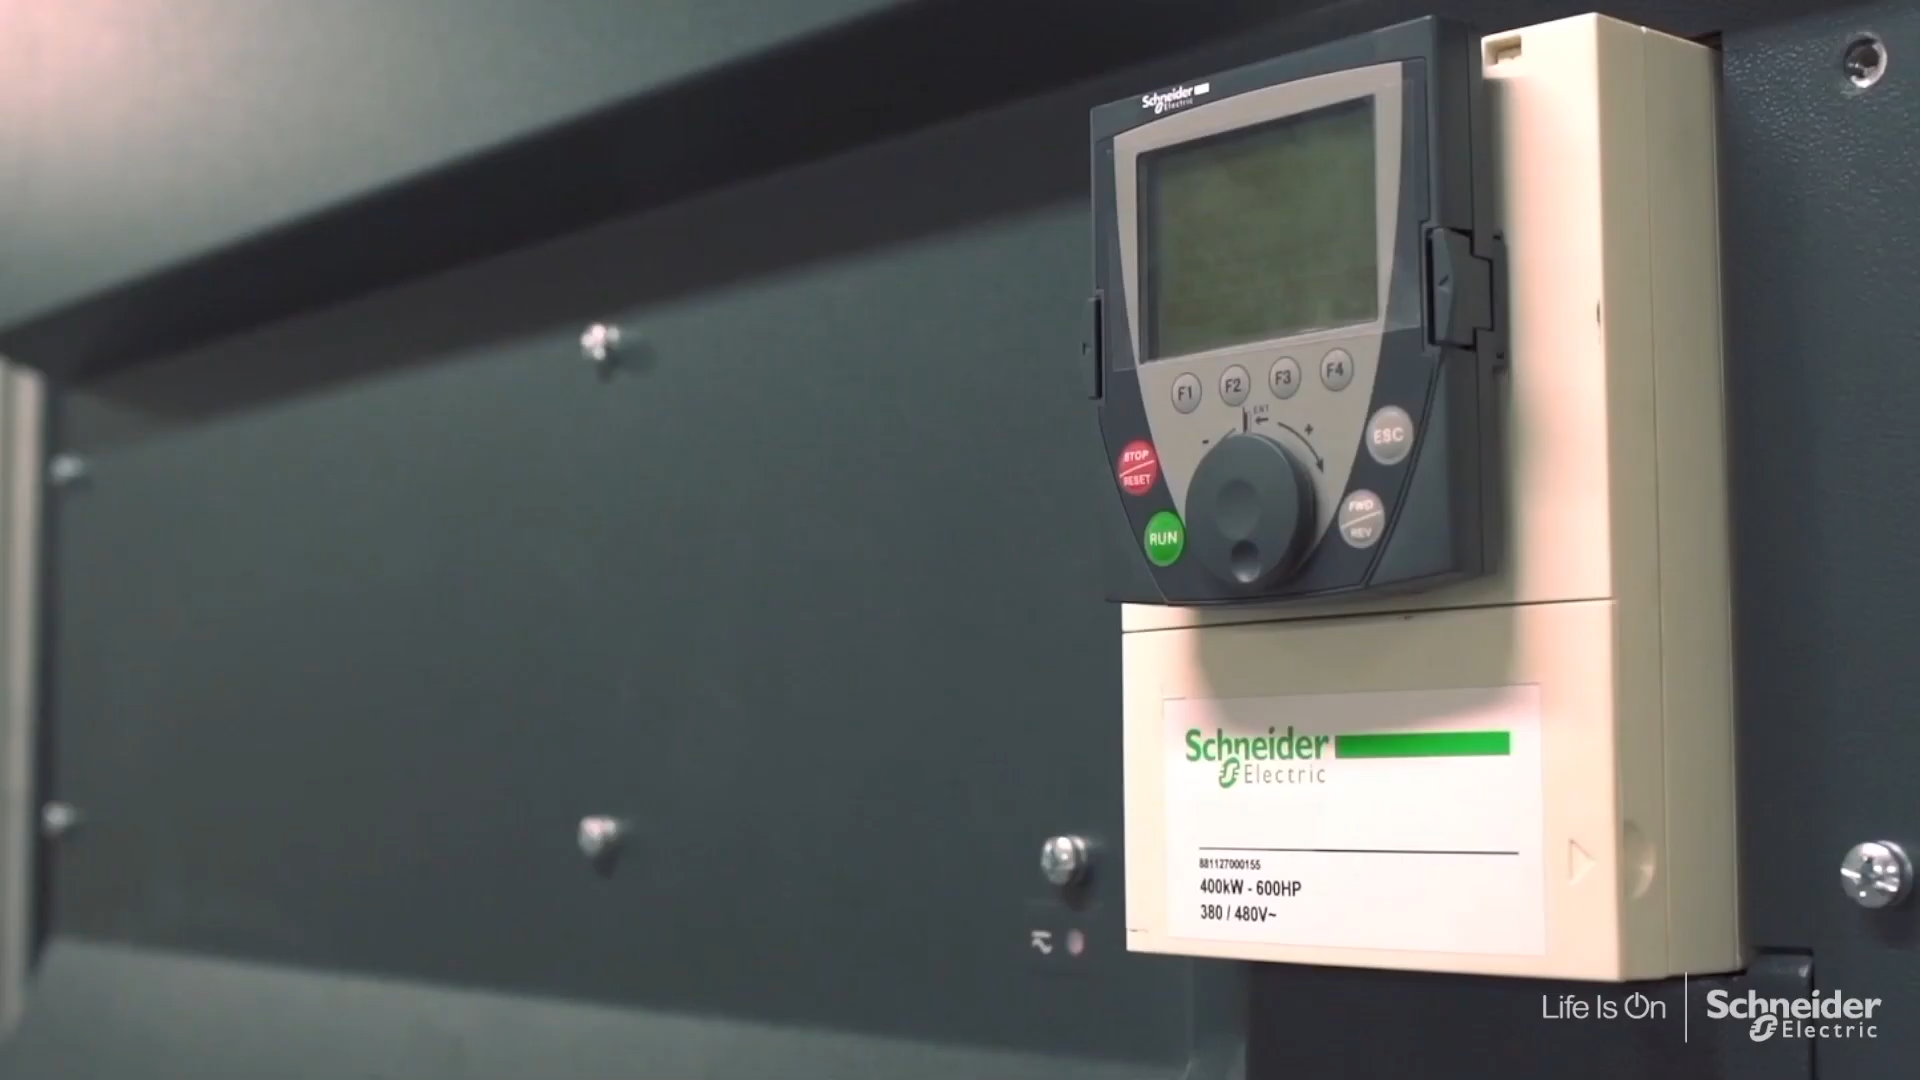 Schneider
Electric
F1 F2 F3 F4
ENT
- +
ESC
STOP
RESET
FWD
REV
RUN
Schneider
Electric
881127000155
400kW - 600HP
380 / 480V~
Life Is On | Schneider
Electric